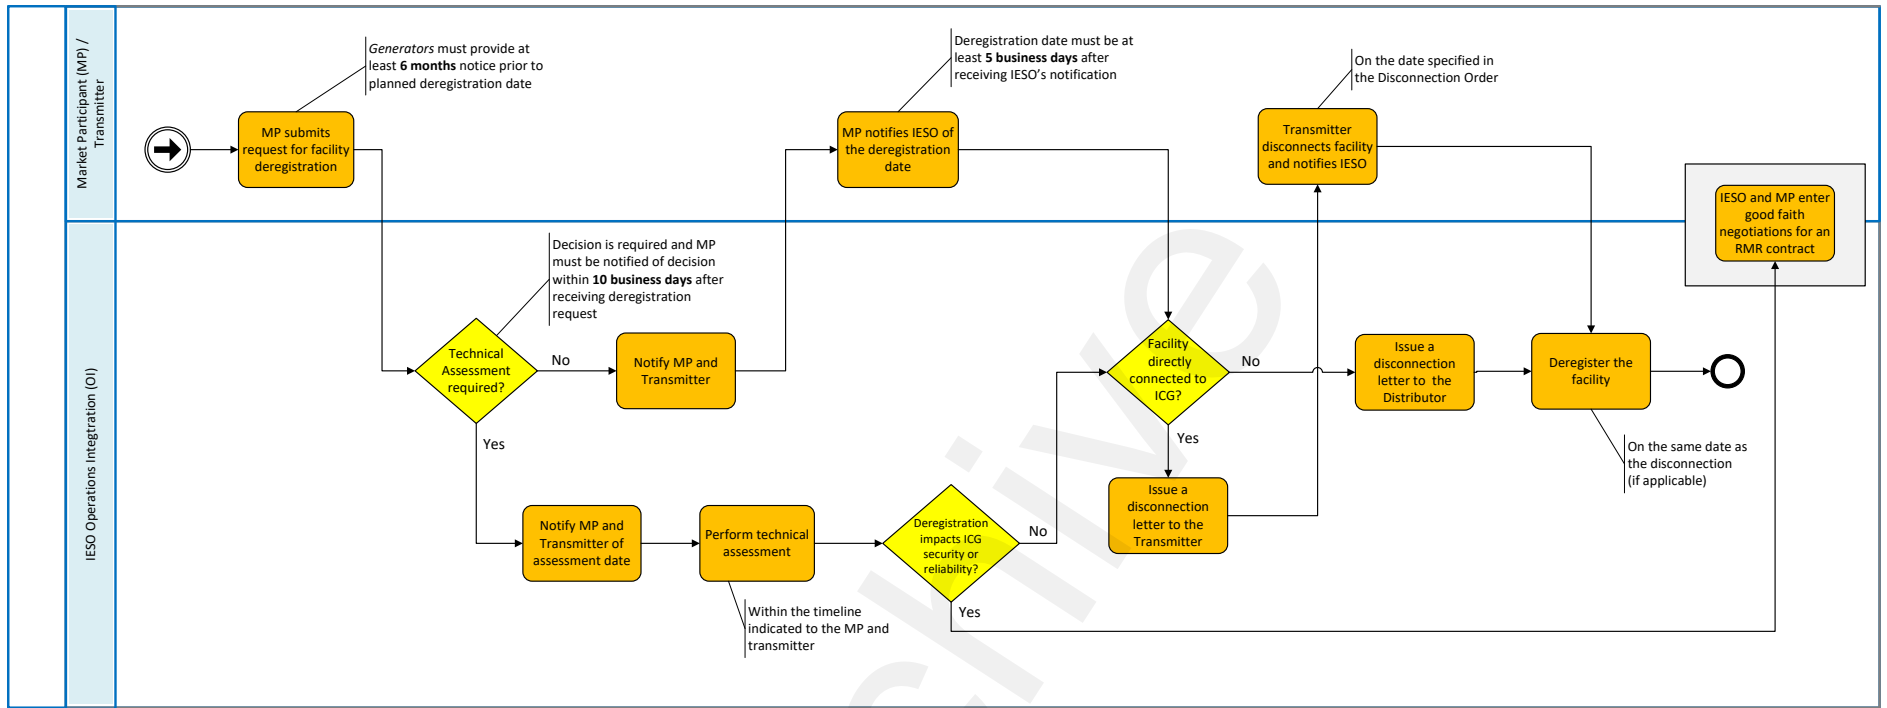 Market Participant (MP) /
Transmitter
Generators must provide at
least 6 months notice prior to
planned deregistration date
MP submits
request for facility
deregistration
Deregistration date must be at
least 5 business days after
receiving IESO's notification
MP notifies IESO of
the deregistration
date
On the date specified in
the Disconnection Order
Transmitter
disconnects facility
and notifies IESO
IESO and MP enter
good faith
negotiations for an
RMR contract
IESO Operations Integtration (OI)
Decision is required and MP
must be notified of decision
within 10 business days after
receiving deregistration
request
Technical
Assessment
required?
No
Notify MP and
Transmitter
Yes
Notify MP and
Transmitter of
assessment date
Perform technical
assessment
Within the timeline
indicated to the MP and
transmitter
Deregistration
impacts ICG
security or
reliability?
No
Yes
Facility
directly
connected to
ICG?
No
Yes
Issue a
disconnection
letter to the
Transmitter
Issue a
disconnection
letter to the
Distributor
Deregister the
facility
On the same date as
the disconnection
(if applicable)
chive